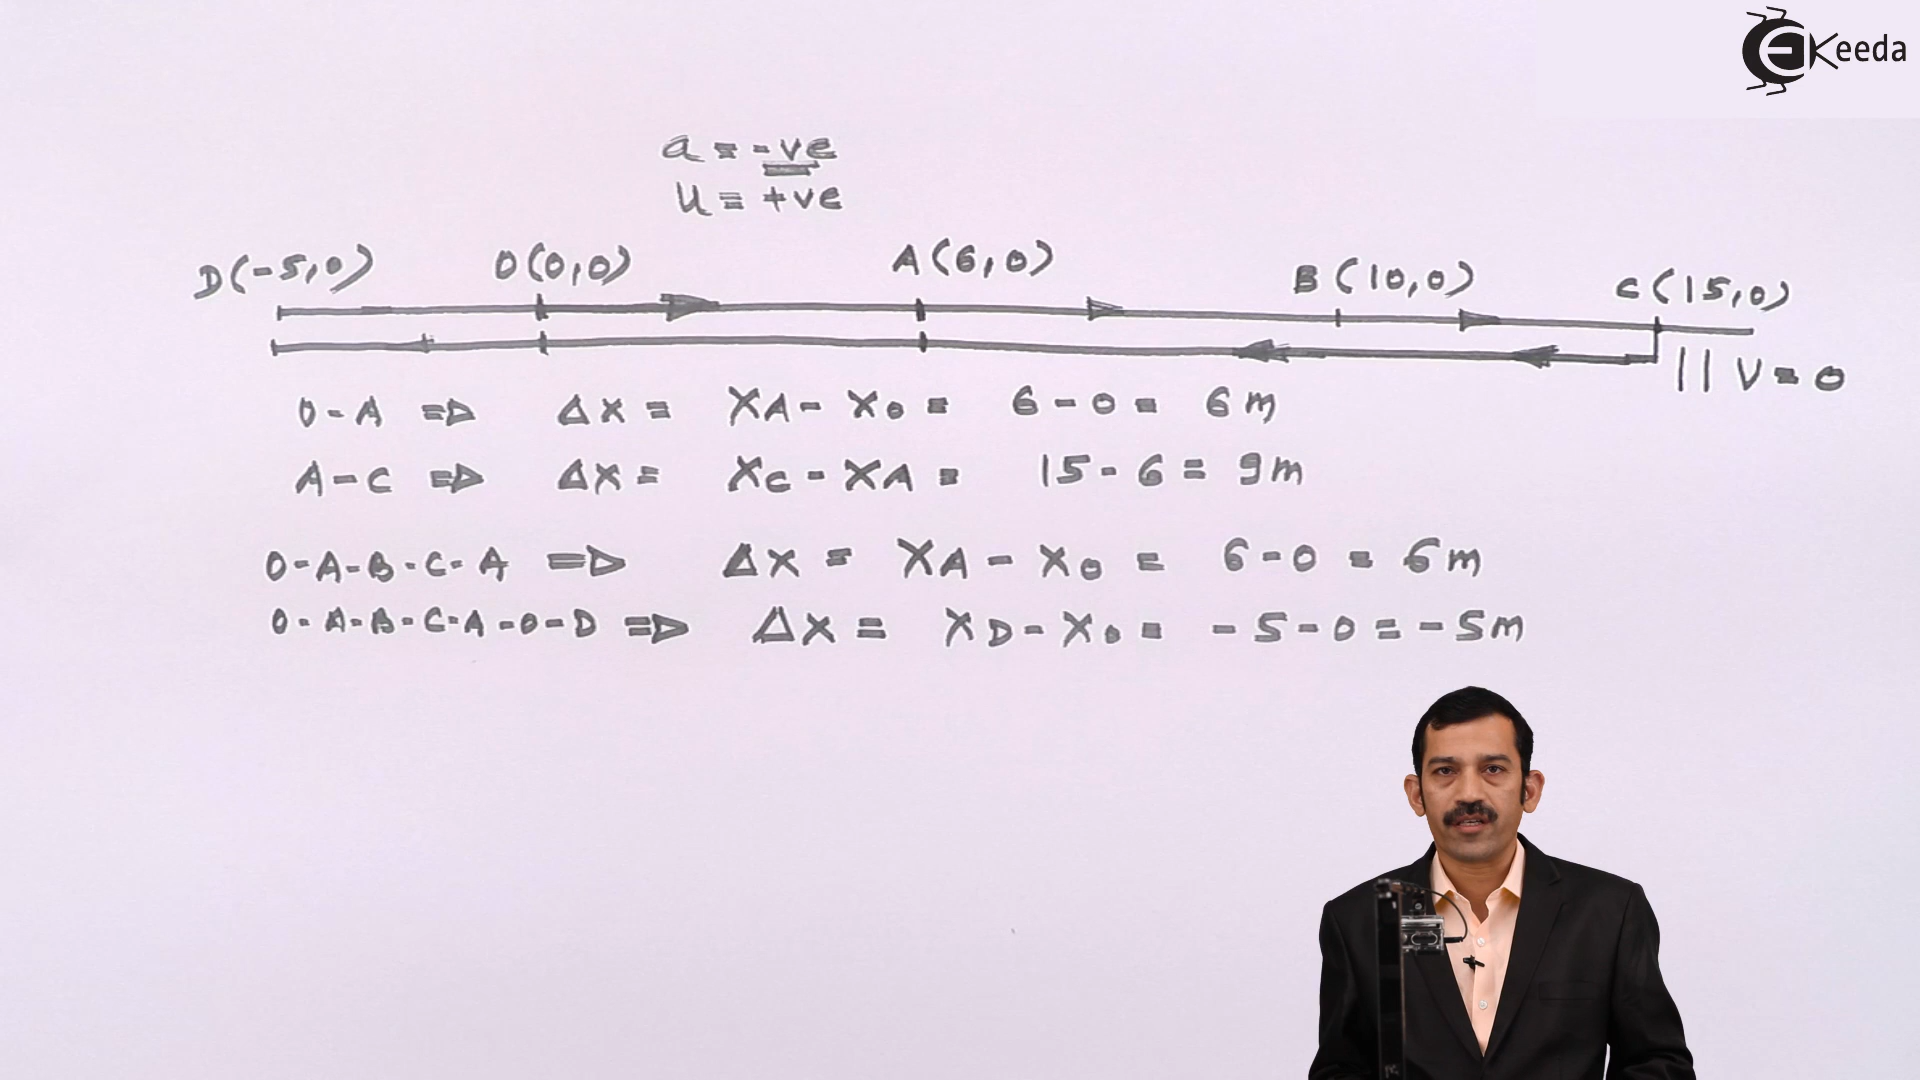 EKeeda
a = -ve
u = +ve
D(-5,0) O(0,0) A(6,0) B(10,0) C(15,0)
|| V = 0
O-A ⇒ Δx = XA - XO = 6 - 0 = 6m
A-C ⇒ Δx = XC - XA = 15 - 6 = 9m
O-A-B-C-A ⇒ Δx = XA - XO = 6-0 = 6m
O-A-B-C-A-O-D ⇒ Δx = XD - XO = -5-0 = -5m